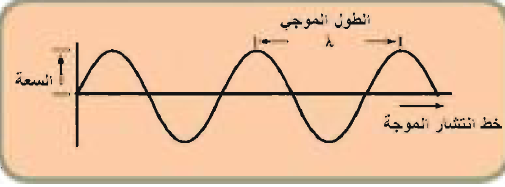 الطول الموجي
λ
السعة
خط انتشار الموجة